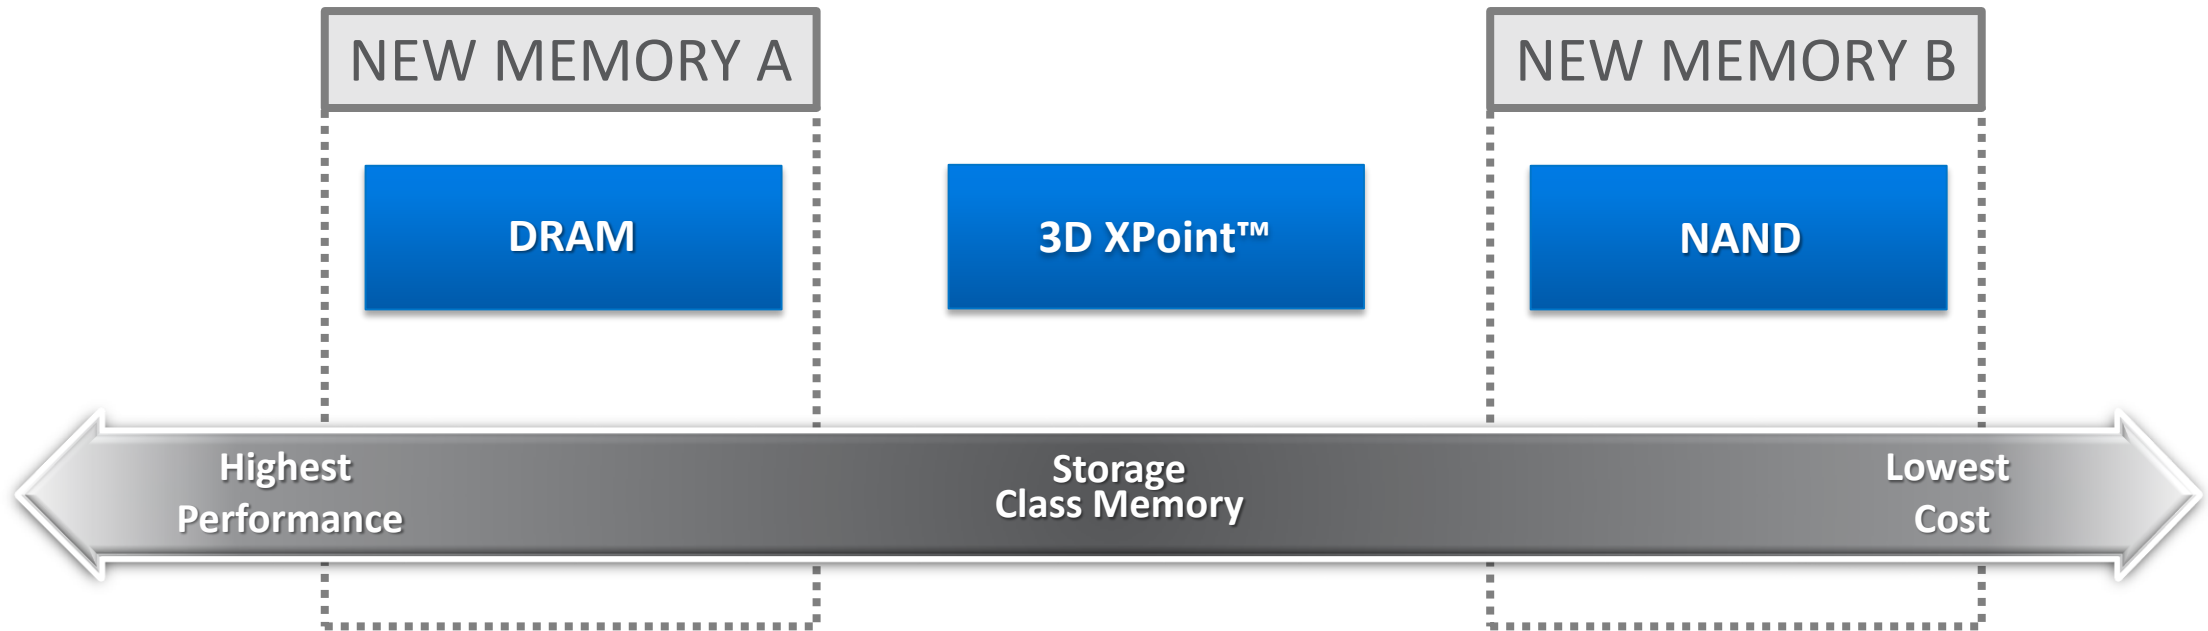 NEW MEMORY A
NEW MEMORY B
DRAM
3D XPoint™
NAND
Highest
Performance
Storage
Class Memory
Lowest
Cost